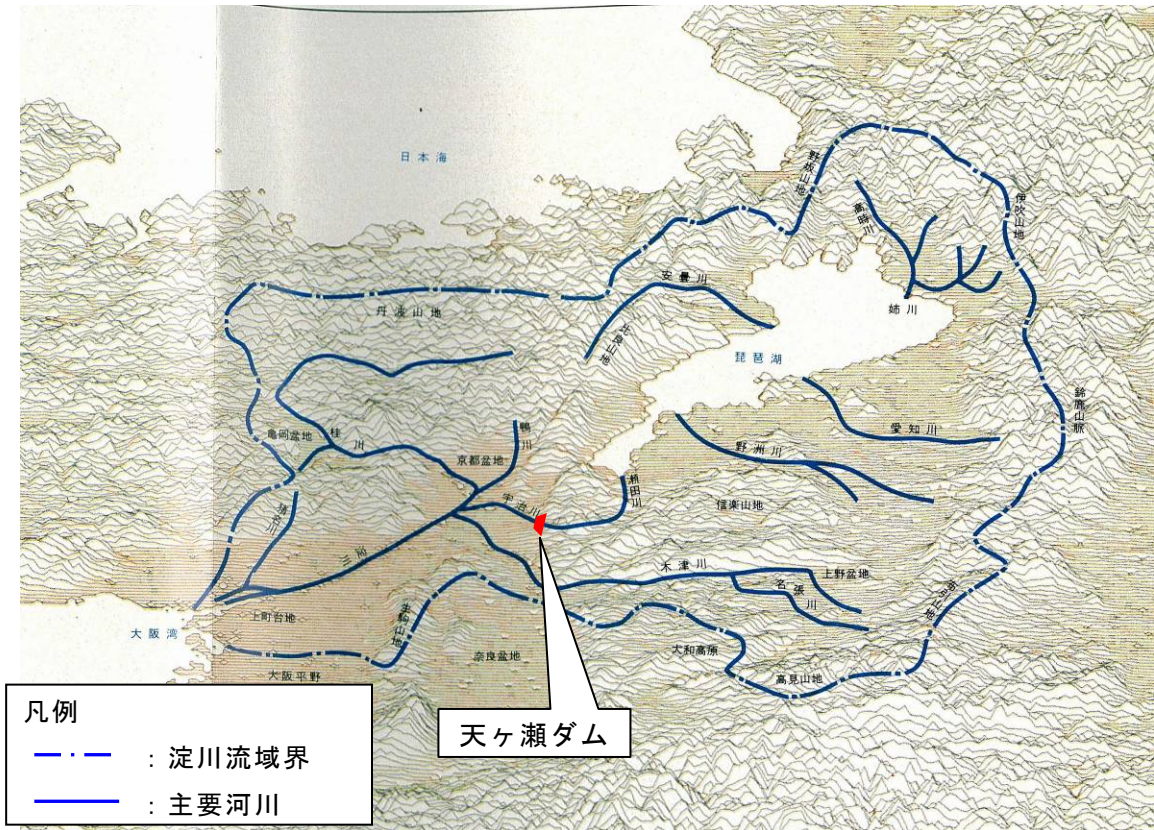 日本海
野坂山地
伊吹山地
高時川
安曇川
姉川
丹波山地
比良山地
琵琶湖
鈴鹿山脈
愛知川
鴨川
桂川
亀岡盆地
京都盆地
野洲川
瀬田川
宇治川
信楽山地
淀川
木津川
上野盆地
名張川
上町台地
生駒山地
大阪湾
奈良盆地
大和高原
大阪平野
高見山地
天ヶ瀬ダム
凡例
：淀川流域界
：主要河川